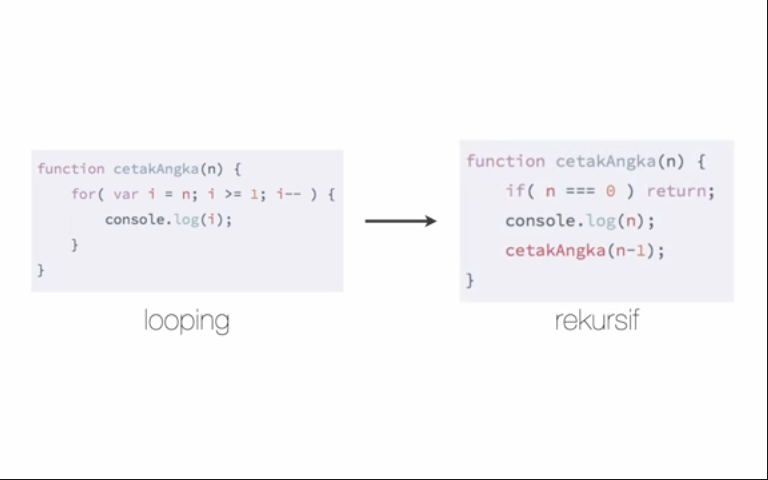 function cetakAngka(n) {
    for( var i = n; i >= 1; i-- ) {
        console.log(i);
    }
}
looping
function cetakAngka(n) {
    if( n === 0 ) return;
    console.log(n);
    cetakAngka(n-1);
}
rekursif